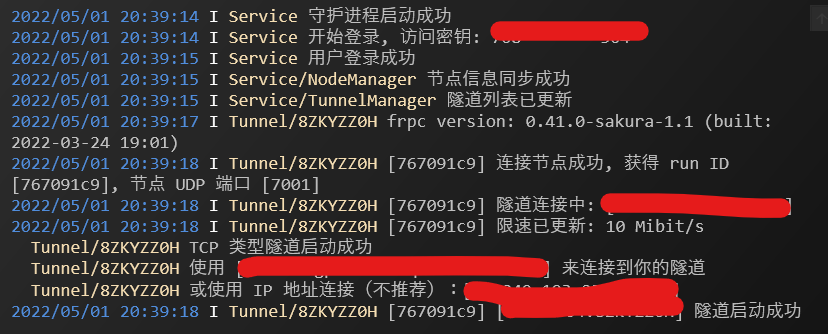 2022/05/01 20:39:14 I Service 守护进程启动成功
2022/05/01 20:39:14 I Service 开始登录, 访问密钥:
2022/05/01 20:39:15 I Service 用户登录成功
2022/05/01 20:39:15 I Service/NodeManager 节点信息同步成功
2022/05/01 20:39:15 I Service/TunnelManager 隧道列表已更新
2022/05/01 20:39:17 I Tunnel/8ZKYZZ0H frpc version: 0.41.0-sakura-1.1 (built:
2022-03-24 19:01)
2022/05/01 20:39:18 I Tunnel/8ZKYZZ0H [767091c9] 连接节点成功, 获得 run ID
[767091c9], 节点 UDP 端口 [7001]
2022/05/01 20:39:18 I Tunnel/8ZKYZZ0H [767091c9] 隧道连接中: [ ]
2022/05/01 20:39:18 I Tunnel/8ZKYZZ0H [767091c9] 限速已更新: 10 Mibit/s
Tunnel/8ZKYZZ0H TCP 类型隧道启动成功
Tunnel/8ZKYZZ0H 使用 [ ] 来连接到你的隧道
Tunnel/8ZKYZZ0H 或使用 IP 地址连接（不推荐）：[ ]
2022/05/01 20:39:18 I Tunnel/8ZKYZZ0H [767091c9] [ ] 隧道启动成功